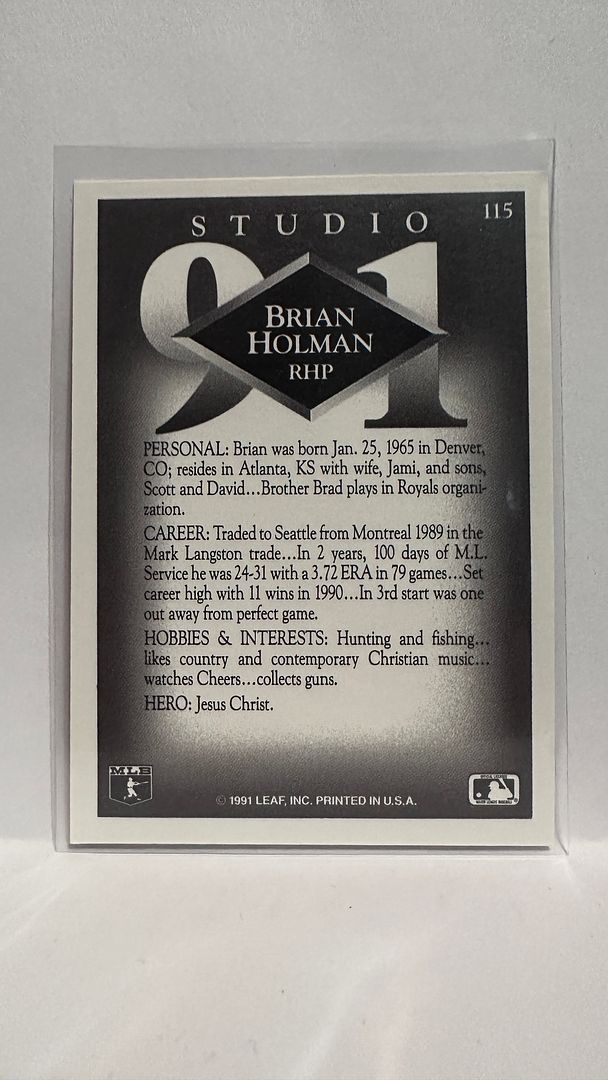 115
STUDIO
91
BRIAN
HOLMAN
RHP
PERSONAL: Brian was born Jan. 25, 1965 in Denver,
CO; resides in Atlanta, KS with wife, Jami, and sons,
Scott and David...Brother Brad plays in Royals organi-
zation.
CAREER: Traded to Seattle from Montreal 1989 in the
Mark Langston trade...In 2 years, 100 days of M.L.
Service he was 24-31 with a 3.72 ERA in 79 games...Set
career high with 11 wins in 1990...In 3rd start was one
out away from perfect game.
HOBBIES & INTERESTS: Hunting and fishing...
likes country and contemporary Christian music...
watches Cheers...collects guns.
HERO: Jesus Christ.
MLB
© 1991 LEAF, INC. PRINTED IN U.S.A.